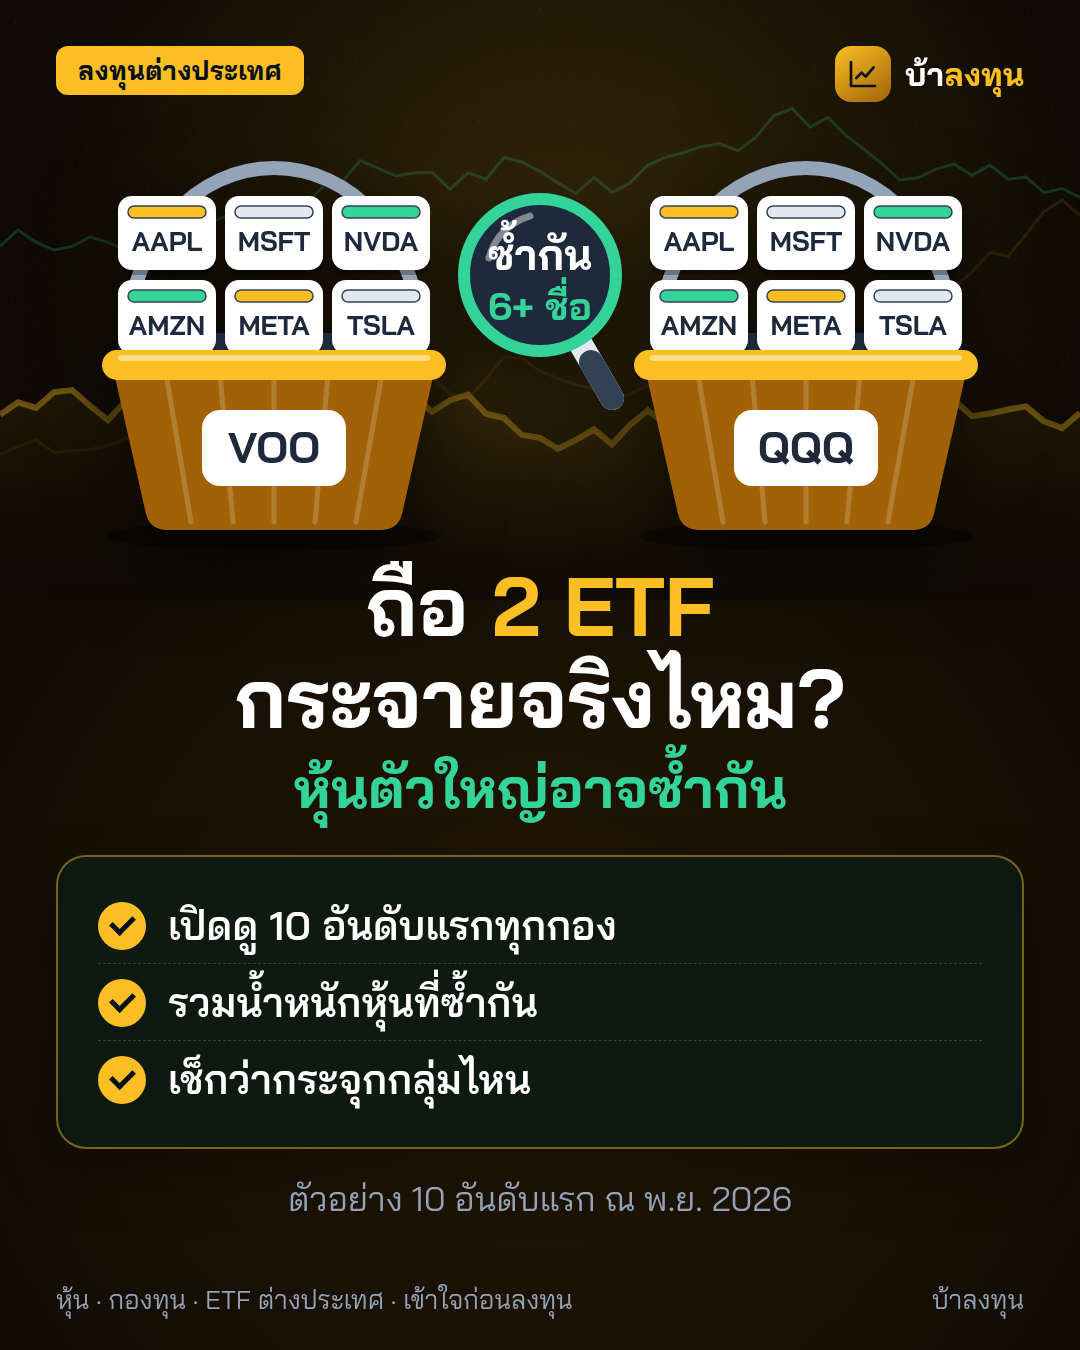 ลงทุนต่างประเทศ
บ้าลงทุน
AAPL MSFT NVDA
AMZN META TSLA
VOO
ซ้ำกัน
6+ ชื่อ
AAPL MSFT NVDA
AMZN META TSLA
QQQ
ถือ 2 ETF
กระจายจริงไหม?
หุ้นตัวใหญ่อาจซ้ำกัน
เปิดดู 10 อันดับแรกทุกกอง
รวมน้ำหนักหุ้นที่ซ้ำกัน
เช็กว่ากระจุกกลุ่มไหน
ตัวอย่าง 10 อันดับแรก ณ พ.ย. 2026
หุ้น · กองทุน · ETF ต่างประเทศ · เข้าใจก่อนลงทุน
บ้าลงทุน